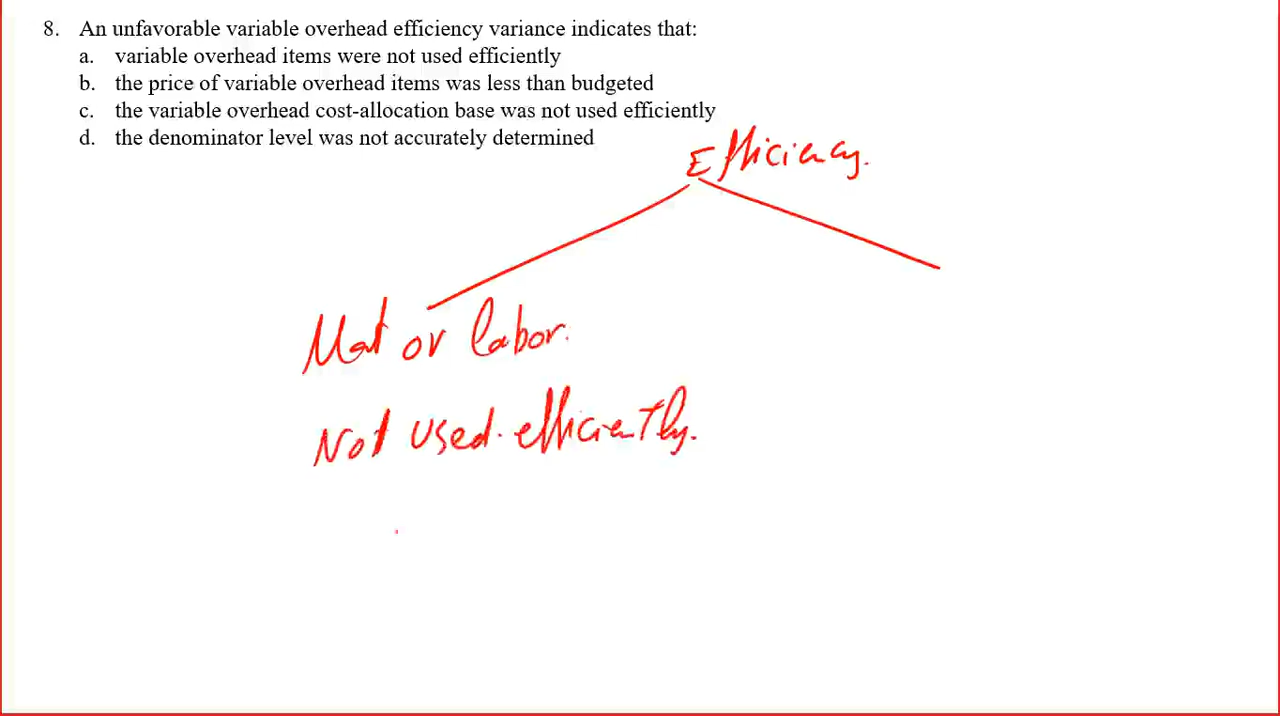 8. An unfavorable variable overhead efficiency variance indicates that:
a. variable overhead items were not used efficiently
b. the price of variable overhead items was less than budgeted
c. the variable overhead cost-allocation base was not used efficiently
d. the denominator level was not accurately determined
Efficiency.
Mat or labor.
Not used efficiently.